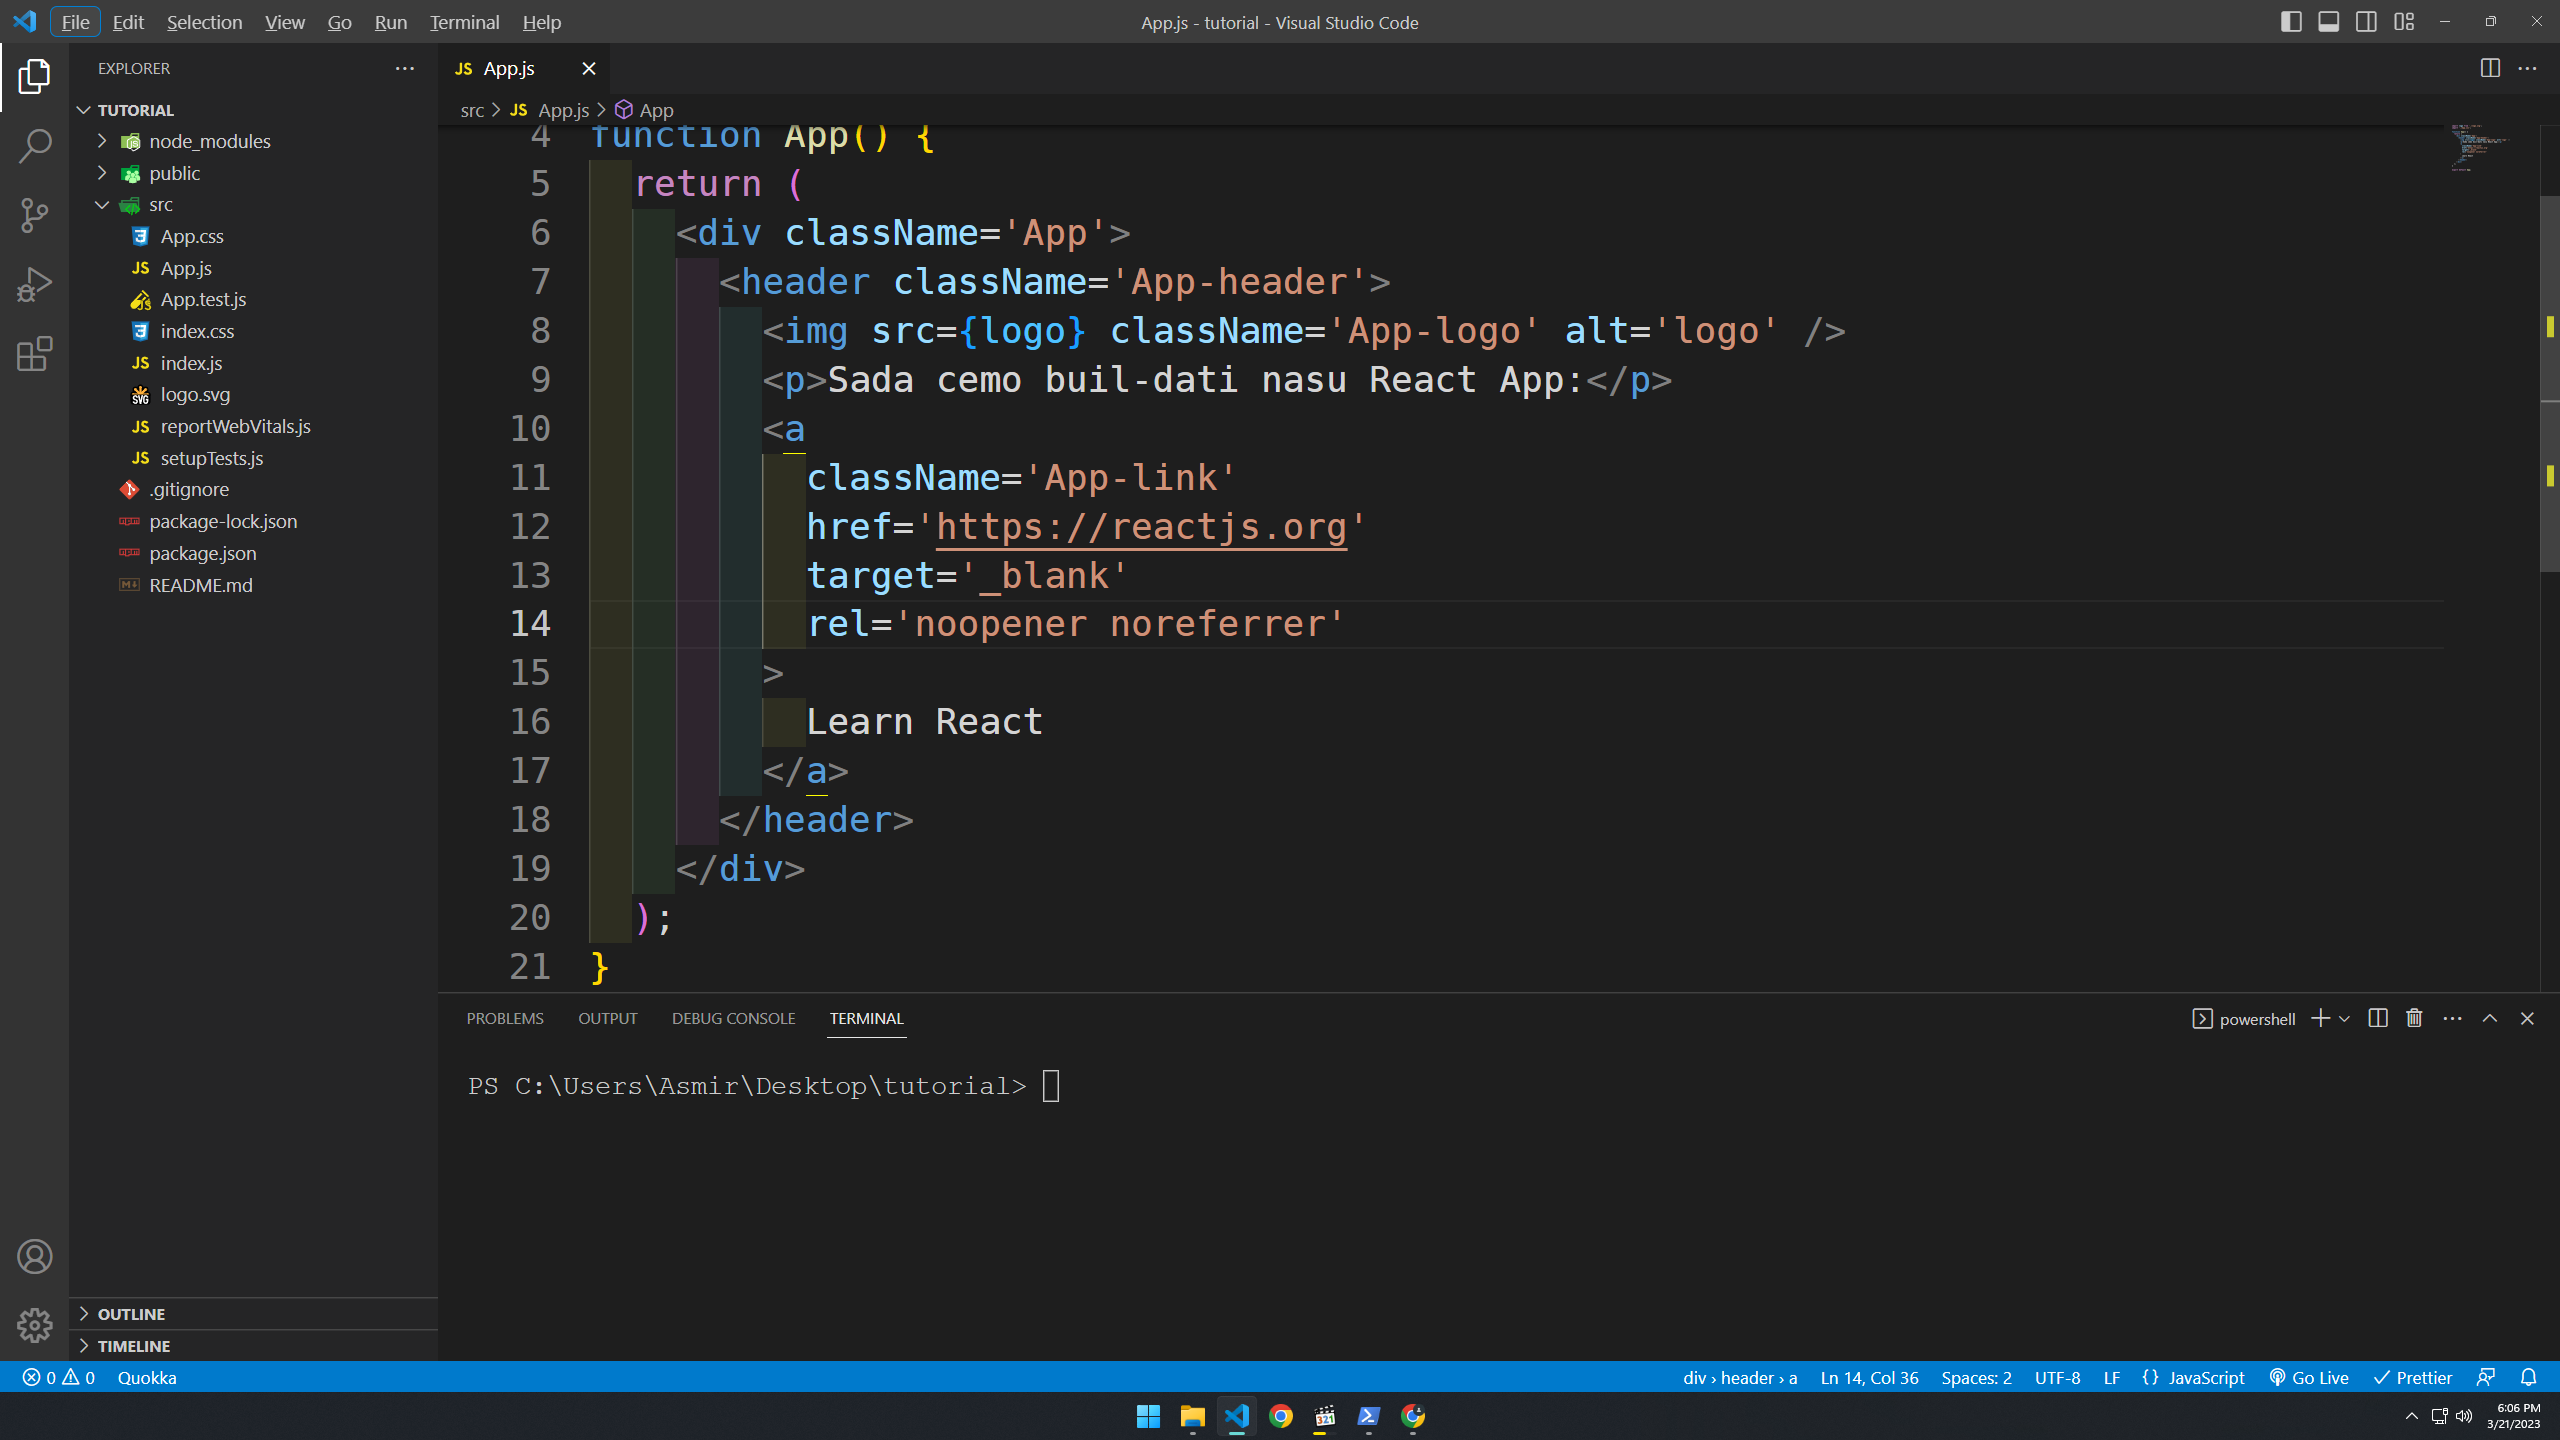 File Edit Selection View Go Run Terminal Help
App.js - tutorial - Visual Studio Code
EXPLORER
TUTORIAL
node_modules
public
src
App.css
App.js
App.test.js
index.css
index.js
logo.svg
reportWebVitals.js
setupTests.js
.gitignore
package-lock.json
package.json
README.md
OUTLINE
TIMELINE
JS App.js
src > JS App.js > App
4 function App() {
5 return (
6 <div className='App'>
7 <header className='App-header'>
8 <img src={logo} className='App-logo' alt='logo' />
9 <p>Sada cemo buil-dati nasu React App:</p>
10 <a
11 className='App-link'
12 href='https://reactjs.org'
13 target='_blank'
14 rel='noopener noreferrer'
15 >
16 Learn React
17 </a>
18 </header>
19 </div>
20 );
21 }
PROBLEMS OUTPUT DEBUG CONSOLE TERMINAL
powershell
PS C:\Users\Asmir\Desktop\tutorial>
0 0 Quokka
div › header › a Ln 14, Col 36 Spaces: 2 UTF-8 LF {} JavaScript Go Live Prettier
6:06 PM
3/21/2023